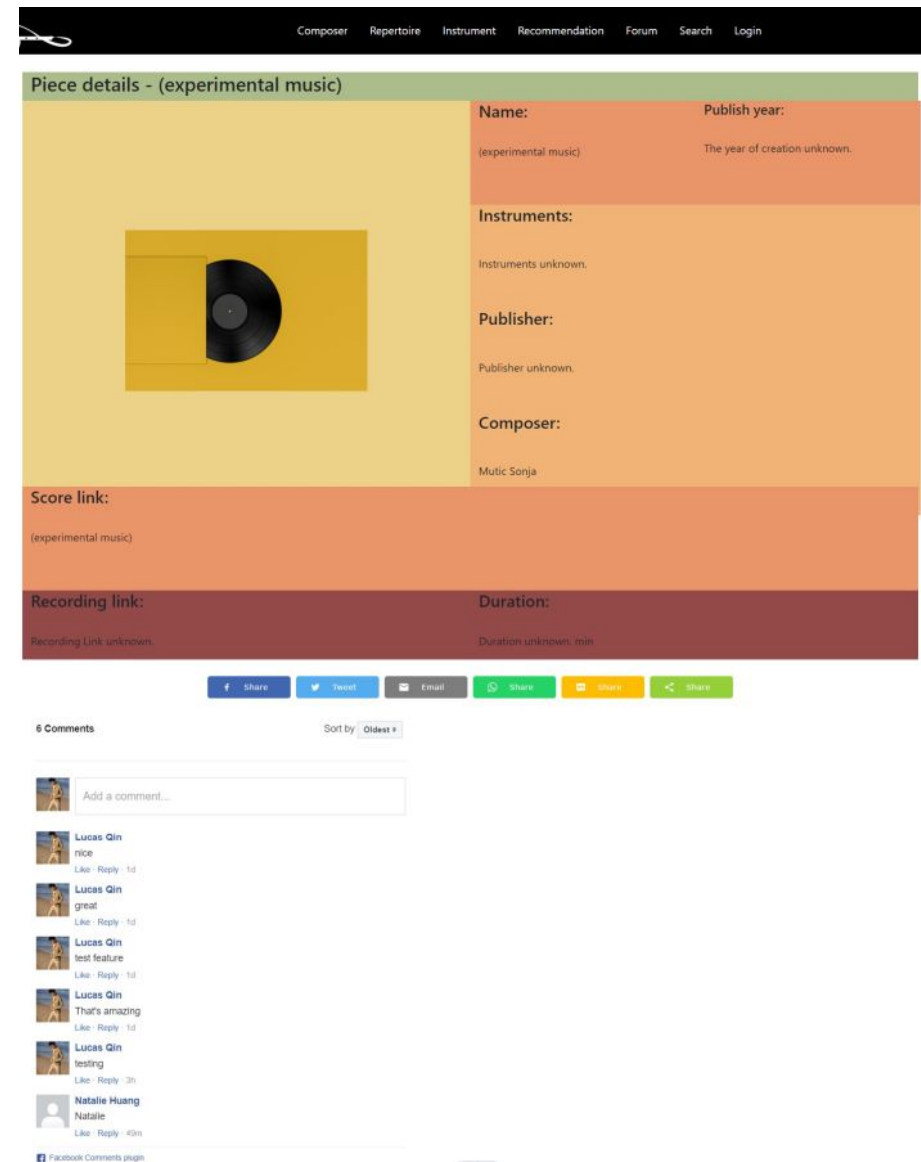 Composer Repertoire Instrument Recommendation Forum Search Login
Piece details - (experimental music)
Name:
(experimental music)
Publish year:
The year of creation unknown.
Instruments:
Instruments unknown.
Publisher:
Publisher unknown.
Composer:
Mutic Sonja
Score link:
(experimental music)
Recording link:
Recording Link unknown.
Duration:
Duration unknown. min
Share Tweet Email Share Share Share
6 Comments Sort by Oldest
Add a comment...
Lucas Qin
nice
Like · Reply · 1d
Lucas Qin
great
Like · Reply · 1d
Lucas Qin
test feature
Like · Reply · 1d
Lucas Qin
That's amazing
Like · Reply · 1d
Lucas Qin
testing
Like · Reply · 3h
Natalie Huang
Natalie
Like · Reply · 49m
Facebook Comments plugin